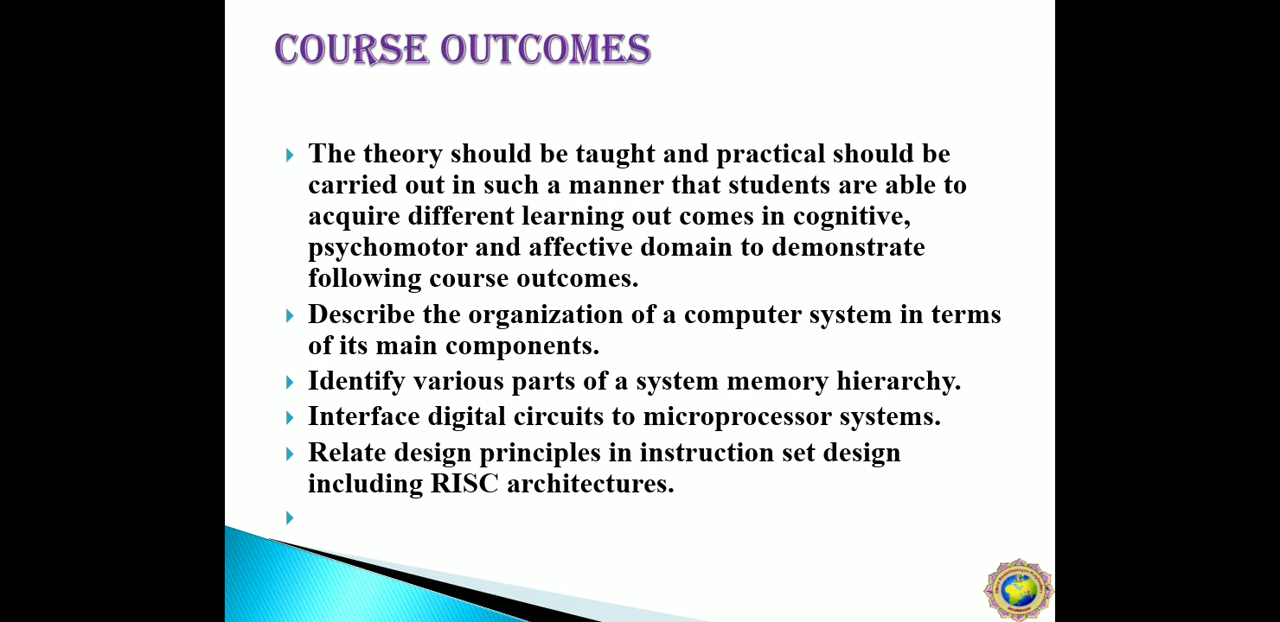 COURSE OUTCOMES
The theory should be taught and practical should be
carried out in such a manner that students are able to
acquire different learning out comes in cognitive,
psychomotor and affective domain to demonstrate
following course outcomes.
Describe the organization of a computer system in terms
of its main components.
Identify various parts of a system memory hierarchy.
Interface digital circuits to microprocessor systems.
Relate design principles in instruction set design
including RISC architectures.